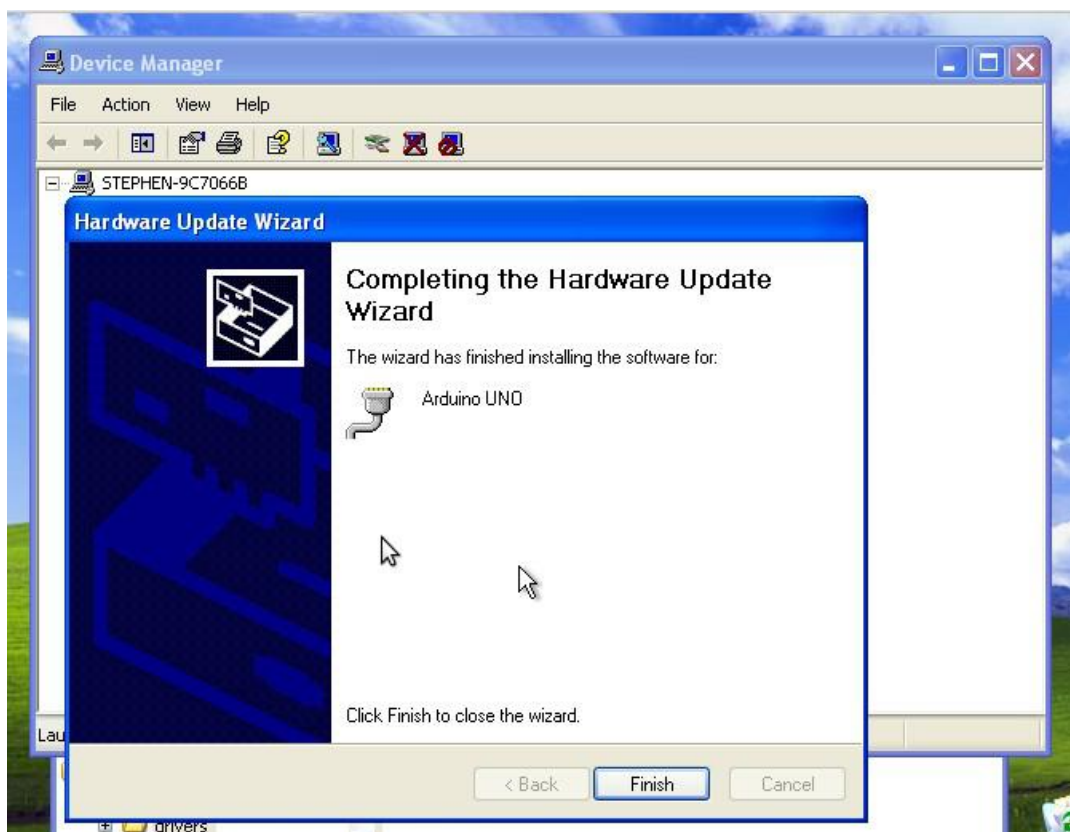 Device Manager
File Action View Help
STEPHEN-9C7066B
Hardware Update Wizard
Completing the Hardware Update
Wizard
The wizard has finished installing the software for:
Arduino UNO
Click Finish to close the wizard.
Lau
< Back Finish Cancel
drivers